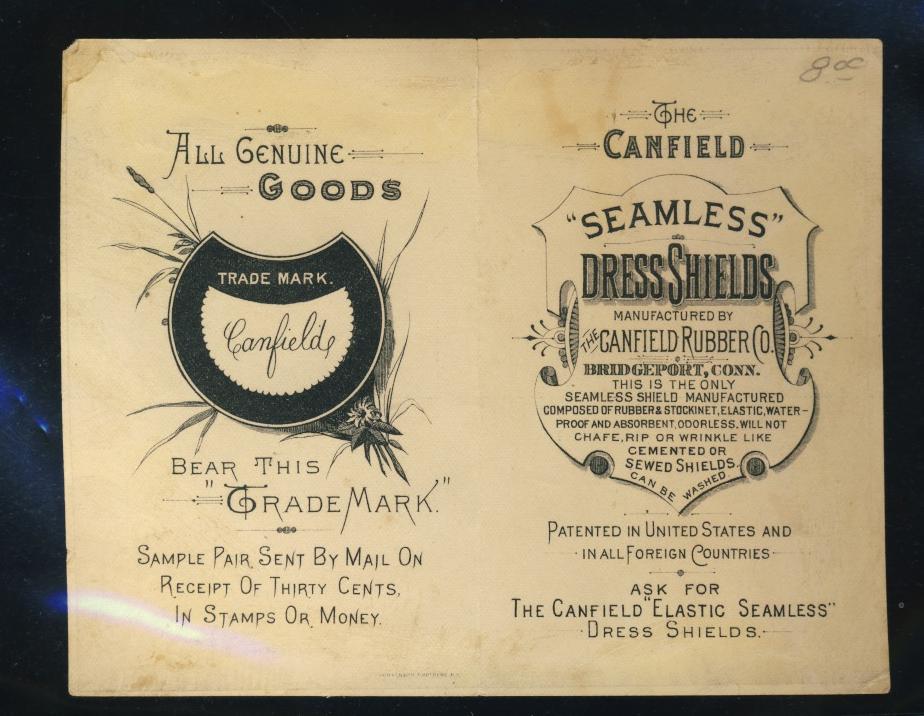 All Genuine
Goods
TRADE MARK.
Canfield
Bear This
"Trade Mark."
Sample Pair Sent By Mail On
Receipt Of Thirty Cents,
In Stamps Or Money.
8.00
The
Canfield
"SEAMLESS"
DRESS SHIELDS
MANUFACTURED BY
THE CANFIELD RUBBER CO.
BRIDGEPORT, CONN.
THIS IS THE ONLY
SEAMLESS SHIELD MANUFACTURED
COMPOSED OF RUBBER & STOCKINET, ELASTIC, WATER-
PROOF AND ABSORBENT, ODORLESS. WILL NOT
CHAFE, RIP OR WRINKLE LIKE
CEMENTED OR
SEWED SHIELDS.
CAN BE WASHED
Patented in United States and
in all Foreign Countries
ASK FOR
The Canfield "Elastic Seamless"
Dress Shields.